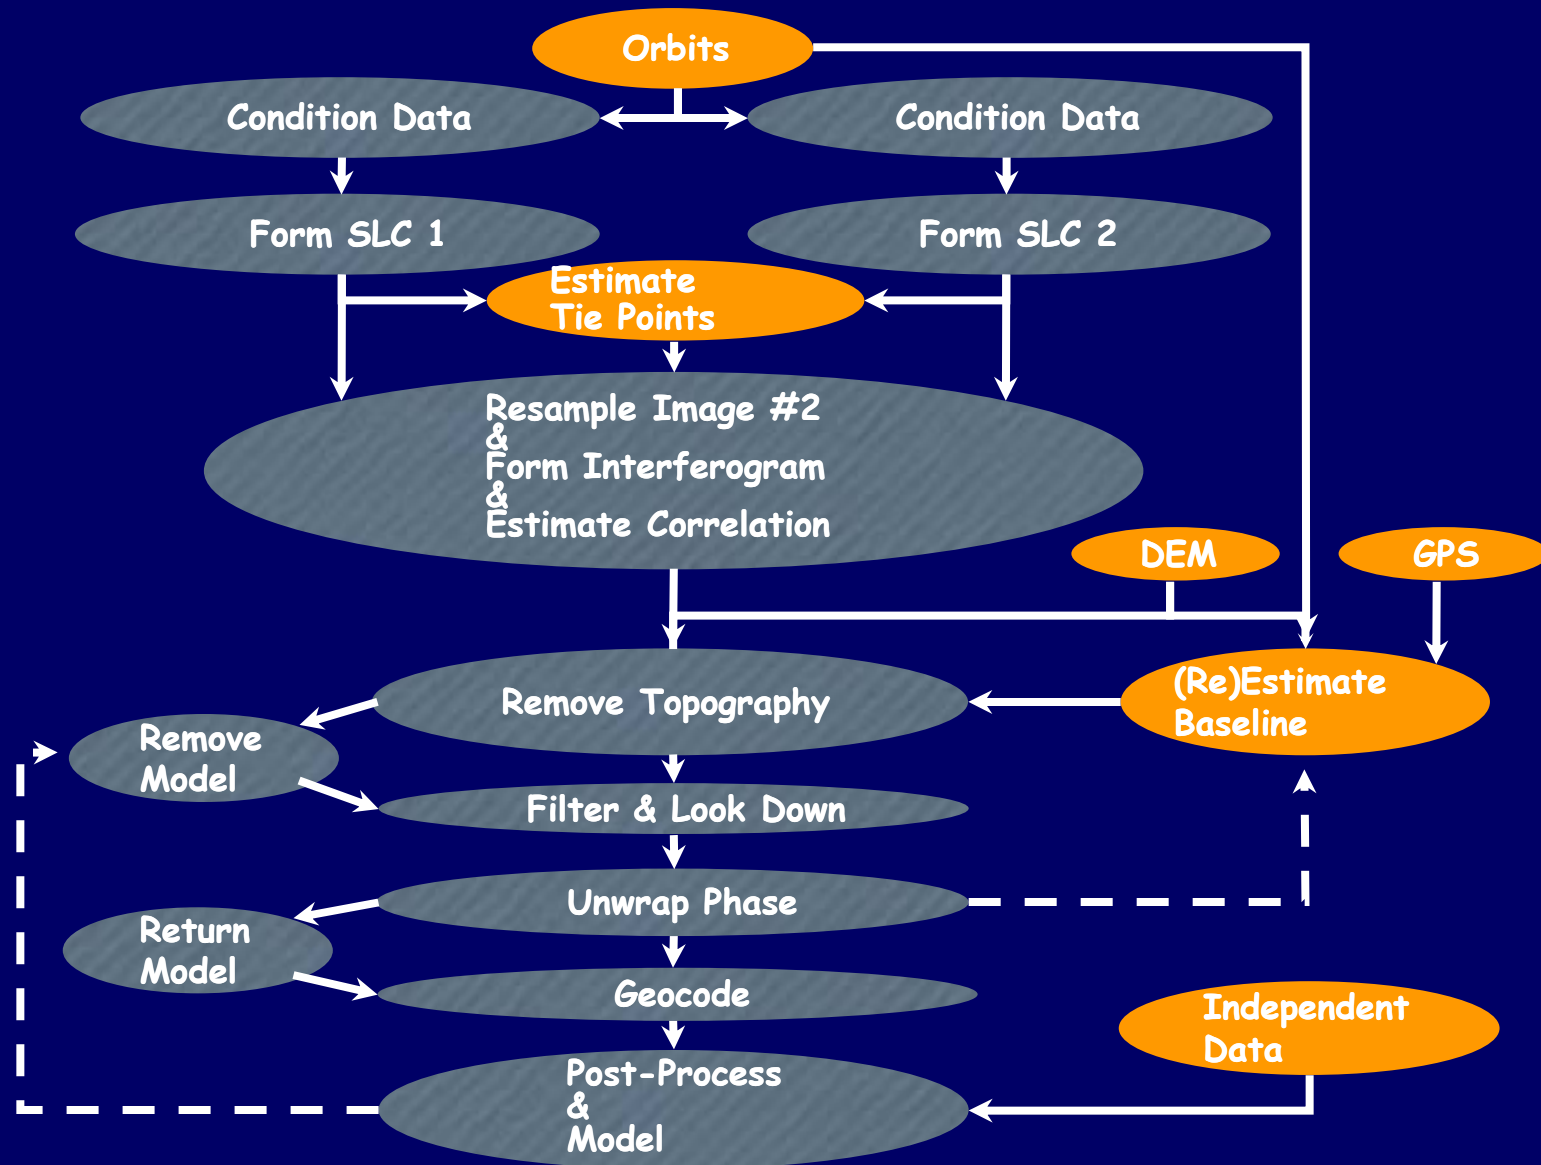 Orbits
Condition Data
Condition Data
Form SLC 1
Form SLC 2
Estimate
Tie Points
Resample Image #2
&
Form Interferogram
&
Estimate Correlation
DEM
GPS
Remove Topography
(Re)Estimate
Baseline
Remove
Model
Filter & Look Down
Unwrap Phase
Return
Model
Geocode
Independent
Data
Post-Process
&
Model